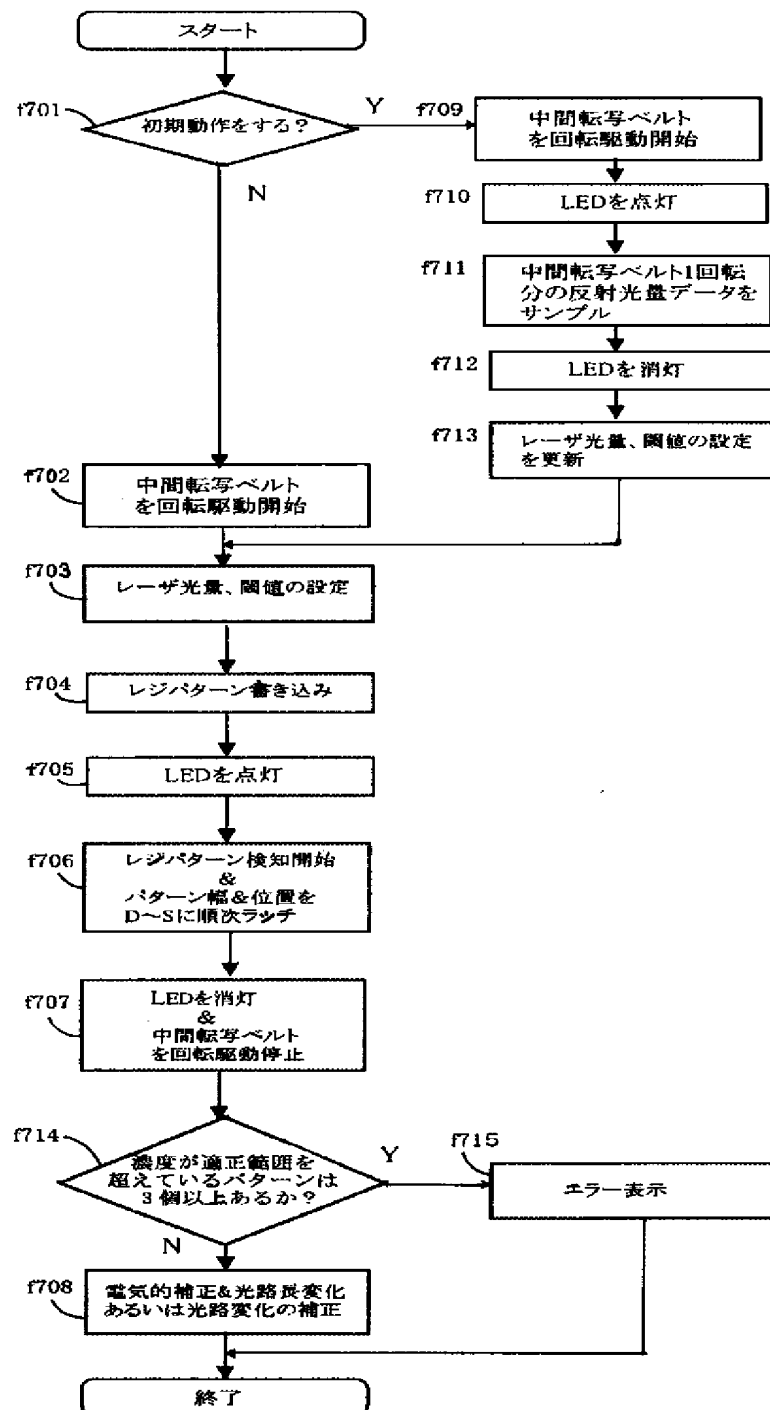 スタート
f701
初期動作をする?
Y
N
f709
中間転写ベルト
を回転駆動開始
f710
LEDを点灯
f711
中間転写ベルト1回転
分の反射光量データを
サンプル
f712
LEDを消灯
f713
レーザ光量、閾値の設定
を更新
f702
中間転写ベルト
を回転駆動開始
f703
レーザ光量、閾値の設定
f704
レジパターン書き込み
f705
LEDを点灯
f706
レジパターン検知開始
&
パターン幅&位置を
D～Sに順次ラッチ
f707
LEDを消灯
&
中間転写ベルト
を回転駆動停止
f714
濃度が適正範囲を
超えているパターンは
3個以上あるか?
Y
N
f715
エラー表示
f708
電気的補正&光路長変化
あるいは光路変化の補正
終了